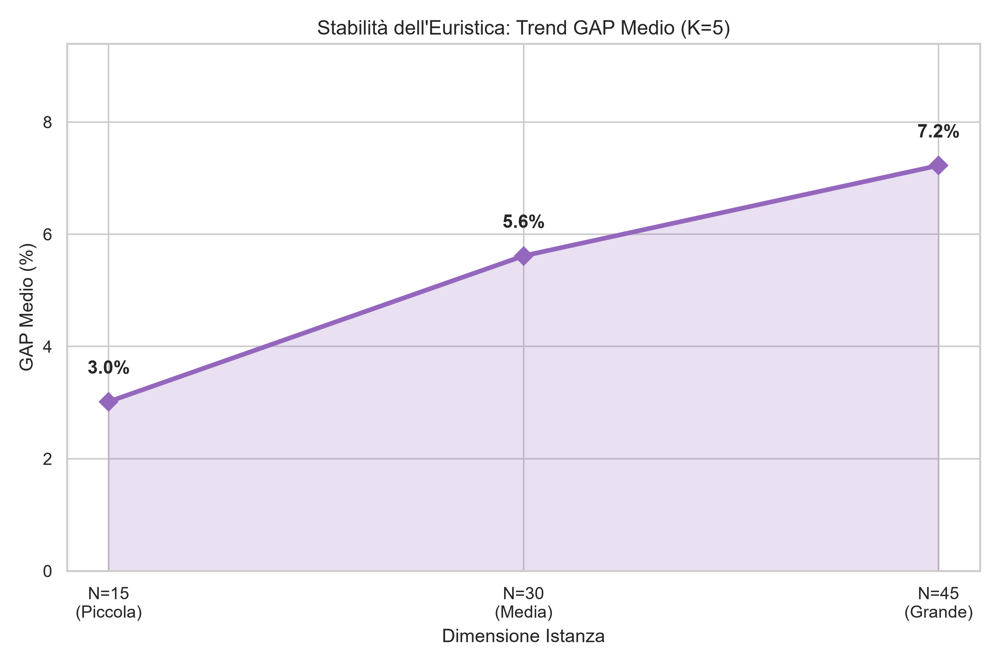 Stabilità dell'Euristica: Trend GAP Medio (K=5)
GAP Medio (%)
8
6
4
2
0
3.0%
5.6%
7.2%
N=15
(Piccola)
N=30
(Media)
N=45
(Grande)
Dimensione Istanza